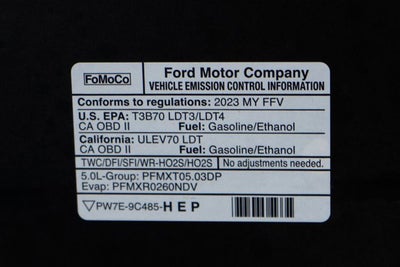 FoMoCo
Ford Motor Company
VEHICLE EMISSION CONTROL INFORMATION
Conforms to regulations: 2023 MY FFV
U.S. EPA: T3B70 LDT3/LDT4
CA OBD II Fuel: Gasoline/Ethanol
California: ULEV70 LDT
CA OBD II Fuel: Gasoline/Ethanol
TWC/DFI/SFI/WR-HO2S/HO2S No adjustments needed.
5.0L-Group: PFMXT05.03DP
Evap: PFMXR0260NDV
PW7E-9C485-HEP